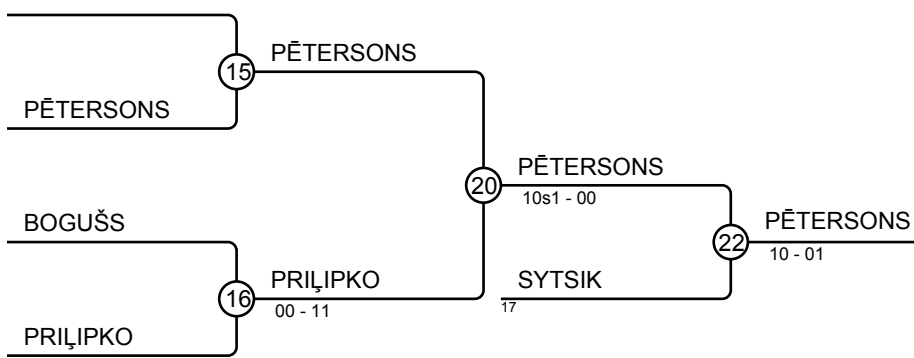 15
PĒTERSONS
PĒTERSONS
20
PĒTERSONS
10s1 - 00
BOGUŠS
22
PĒTERSONS
10 - 01
16
PRIĻIPKO
00 - 11
SYTSIK
17
PRIĻIPKO